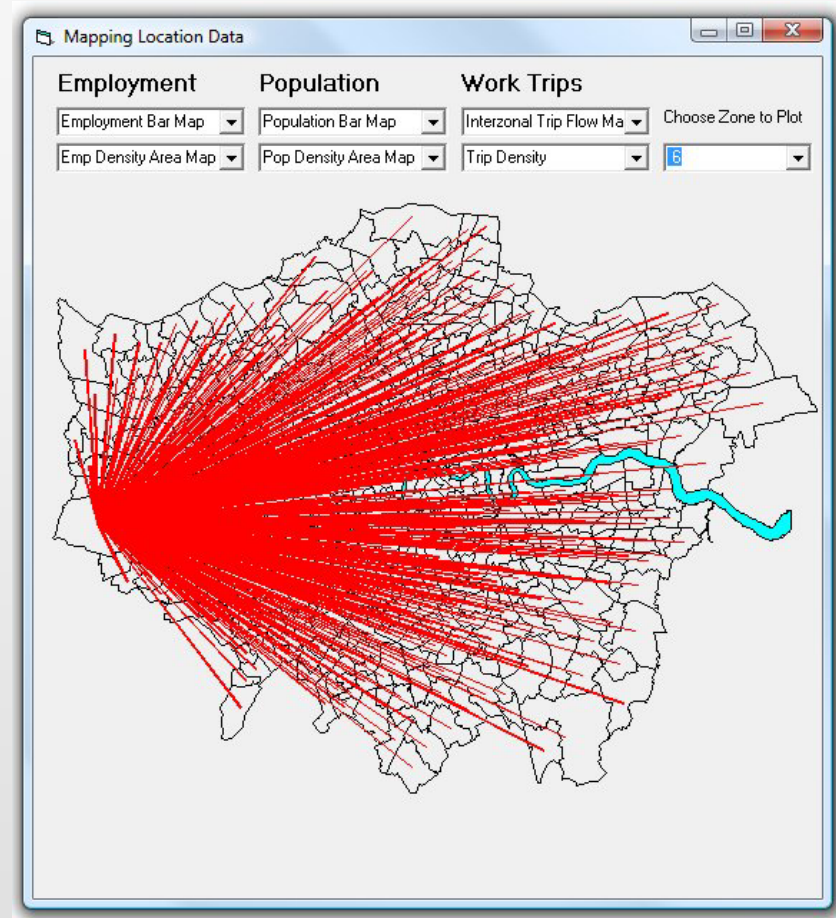 Mapping Location Data
Employment Population Work Trips
Employment Bar Map Population Bar Map Interzonal Trip Flow Ma Choose Zone to Plot
Emp Density Area Map Pop Density Area Map Trip Density 6